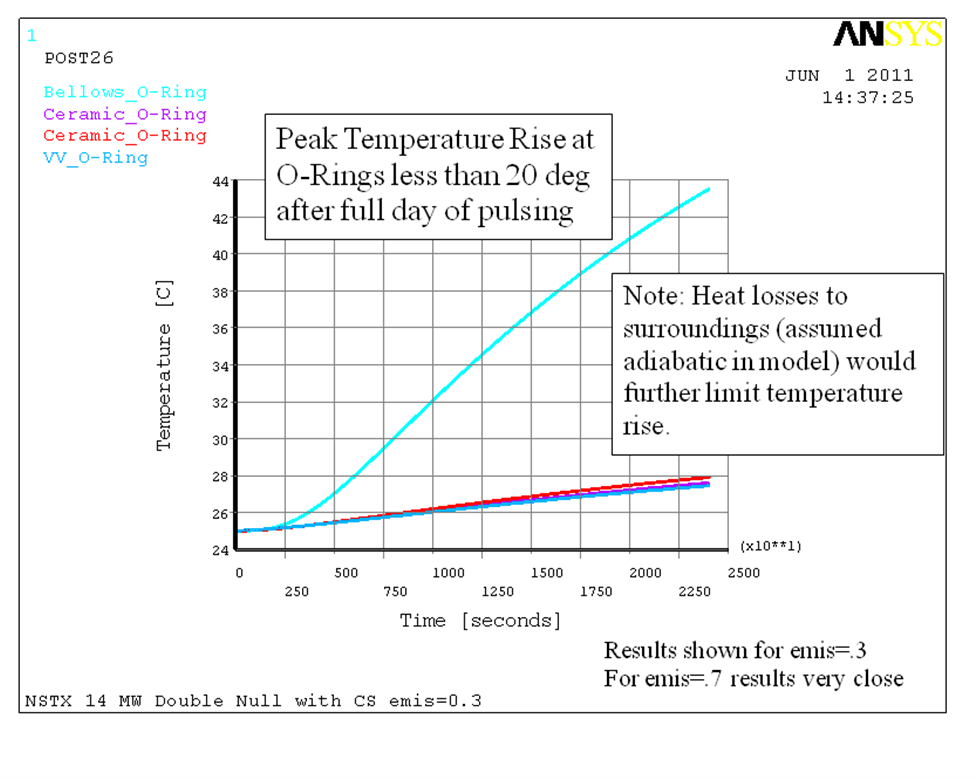 1
ANSYS
POST26
JUN 1 2011
14:37:25
Bellows_O-Ring
Ceramic_O-Ring
Ceramic_O-Ring
VV_O-Ring
Peak Temperature Rise at
O-Rings less than 20 deg
after full day of pulsing
44
42
40
38
36
34
32
30
28
26
24
Temperature [C]
Note: Heat losses to
surroundings (assumed
adiabatic in model) would
further limit temperature
rise.
(x10**1)
0 500 1000 1500 2000 2500
250 750 1250 1750 2250
Time [seconds]
Results shown for emis=.3
For emis=.7 results very close
NSTX 14 MW Double Null with CS emis=0.3